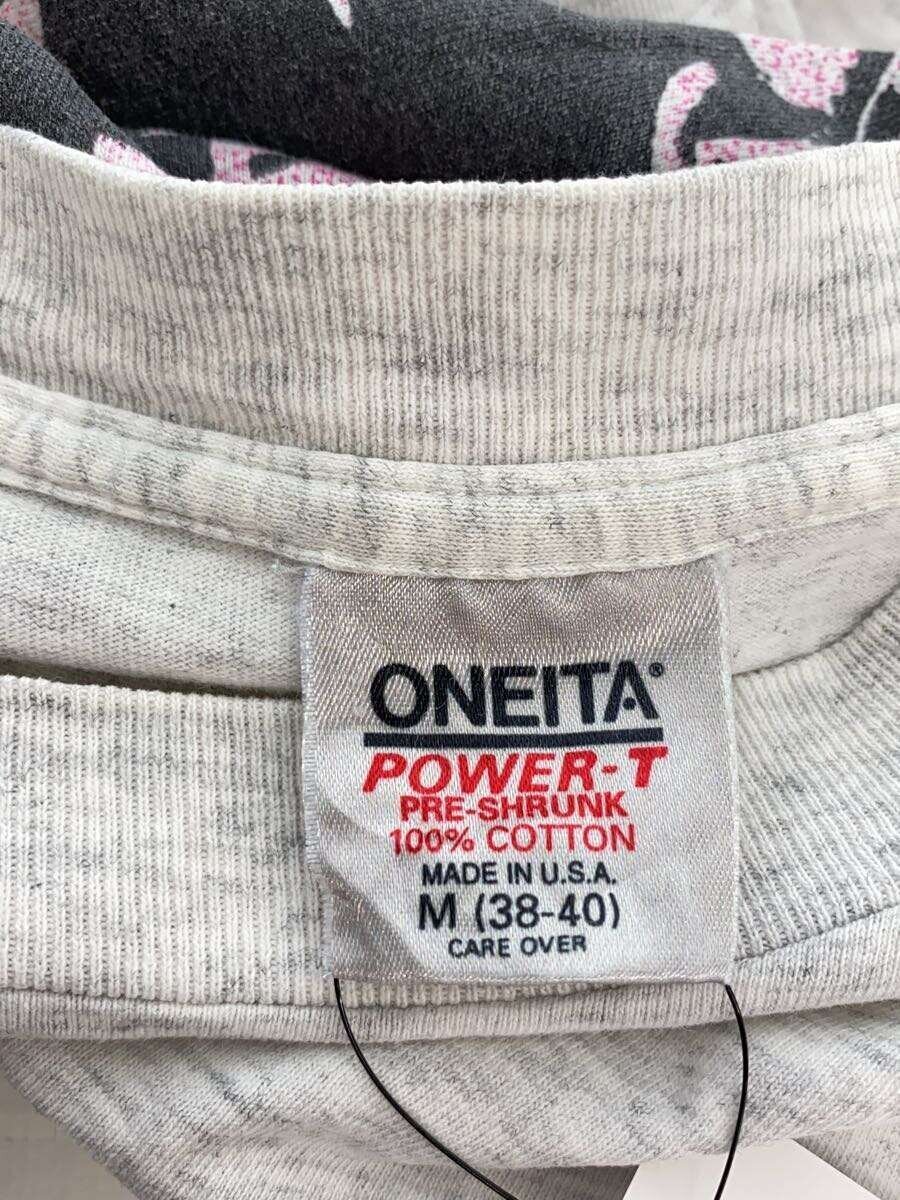 ONEITA®
POWER-T
PRE-SHRUNK
100% COTTON
MADE IN U.S.A.
M (38-40)
CARE OVER